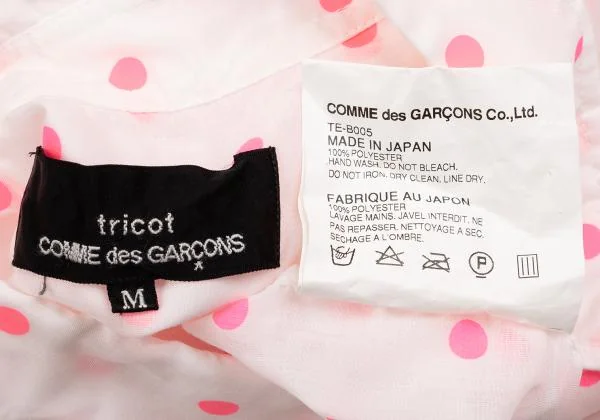 tricot
COMME des GARÇONS
M
COMME des GARÇONS Co.,Ltd.
TE-B005
MADE IN JAPAN
100% POLYESTER
HAND WASH. DO NOT BLEACH.
DO NOT IRON. DRY CLEAN. LINE DRY.
FABRIQUE AU JAPON
100% POLYESTER
LAVAGE MAINS. JAVEL INTERDIT. NE
PAS REPASSER. NETTOYAGE A SEC.
SECHAGE A L'OMBRE.
P